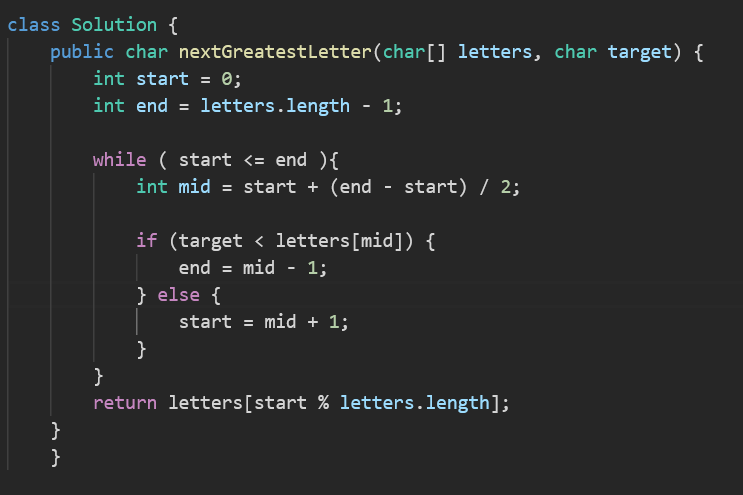 class Solution {
    public char nextGreatestLetter(char[] letters, char target) {
        int start = 0;
        int end = letters.length - 1;

        while ( start <= end ){
            int mid = start + (end - start) / 2;

            if (target < letters[mid]) {
                end = mid - 1;
            } else {
                start = mid + 1;
            }
        }
        return letters[start % letters.length];
    }
    }